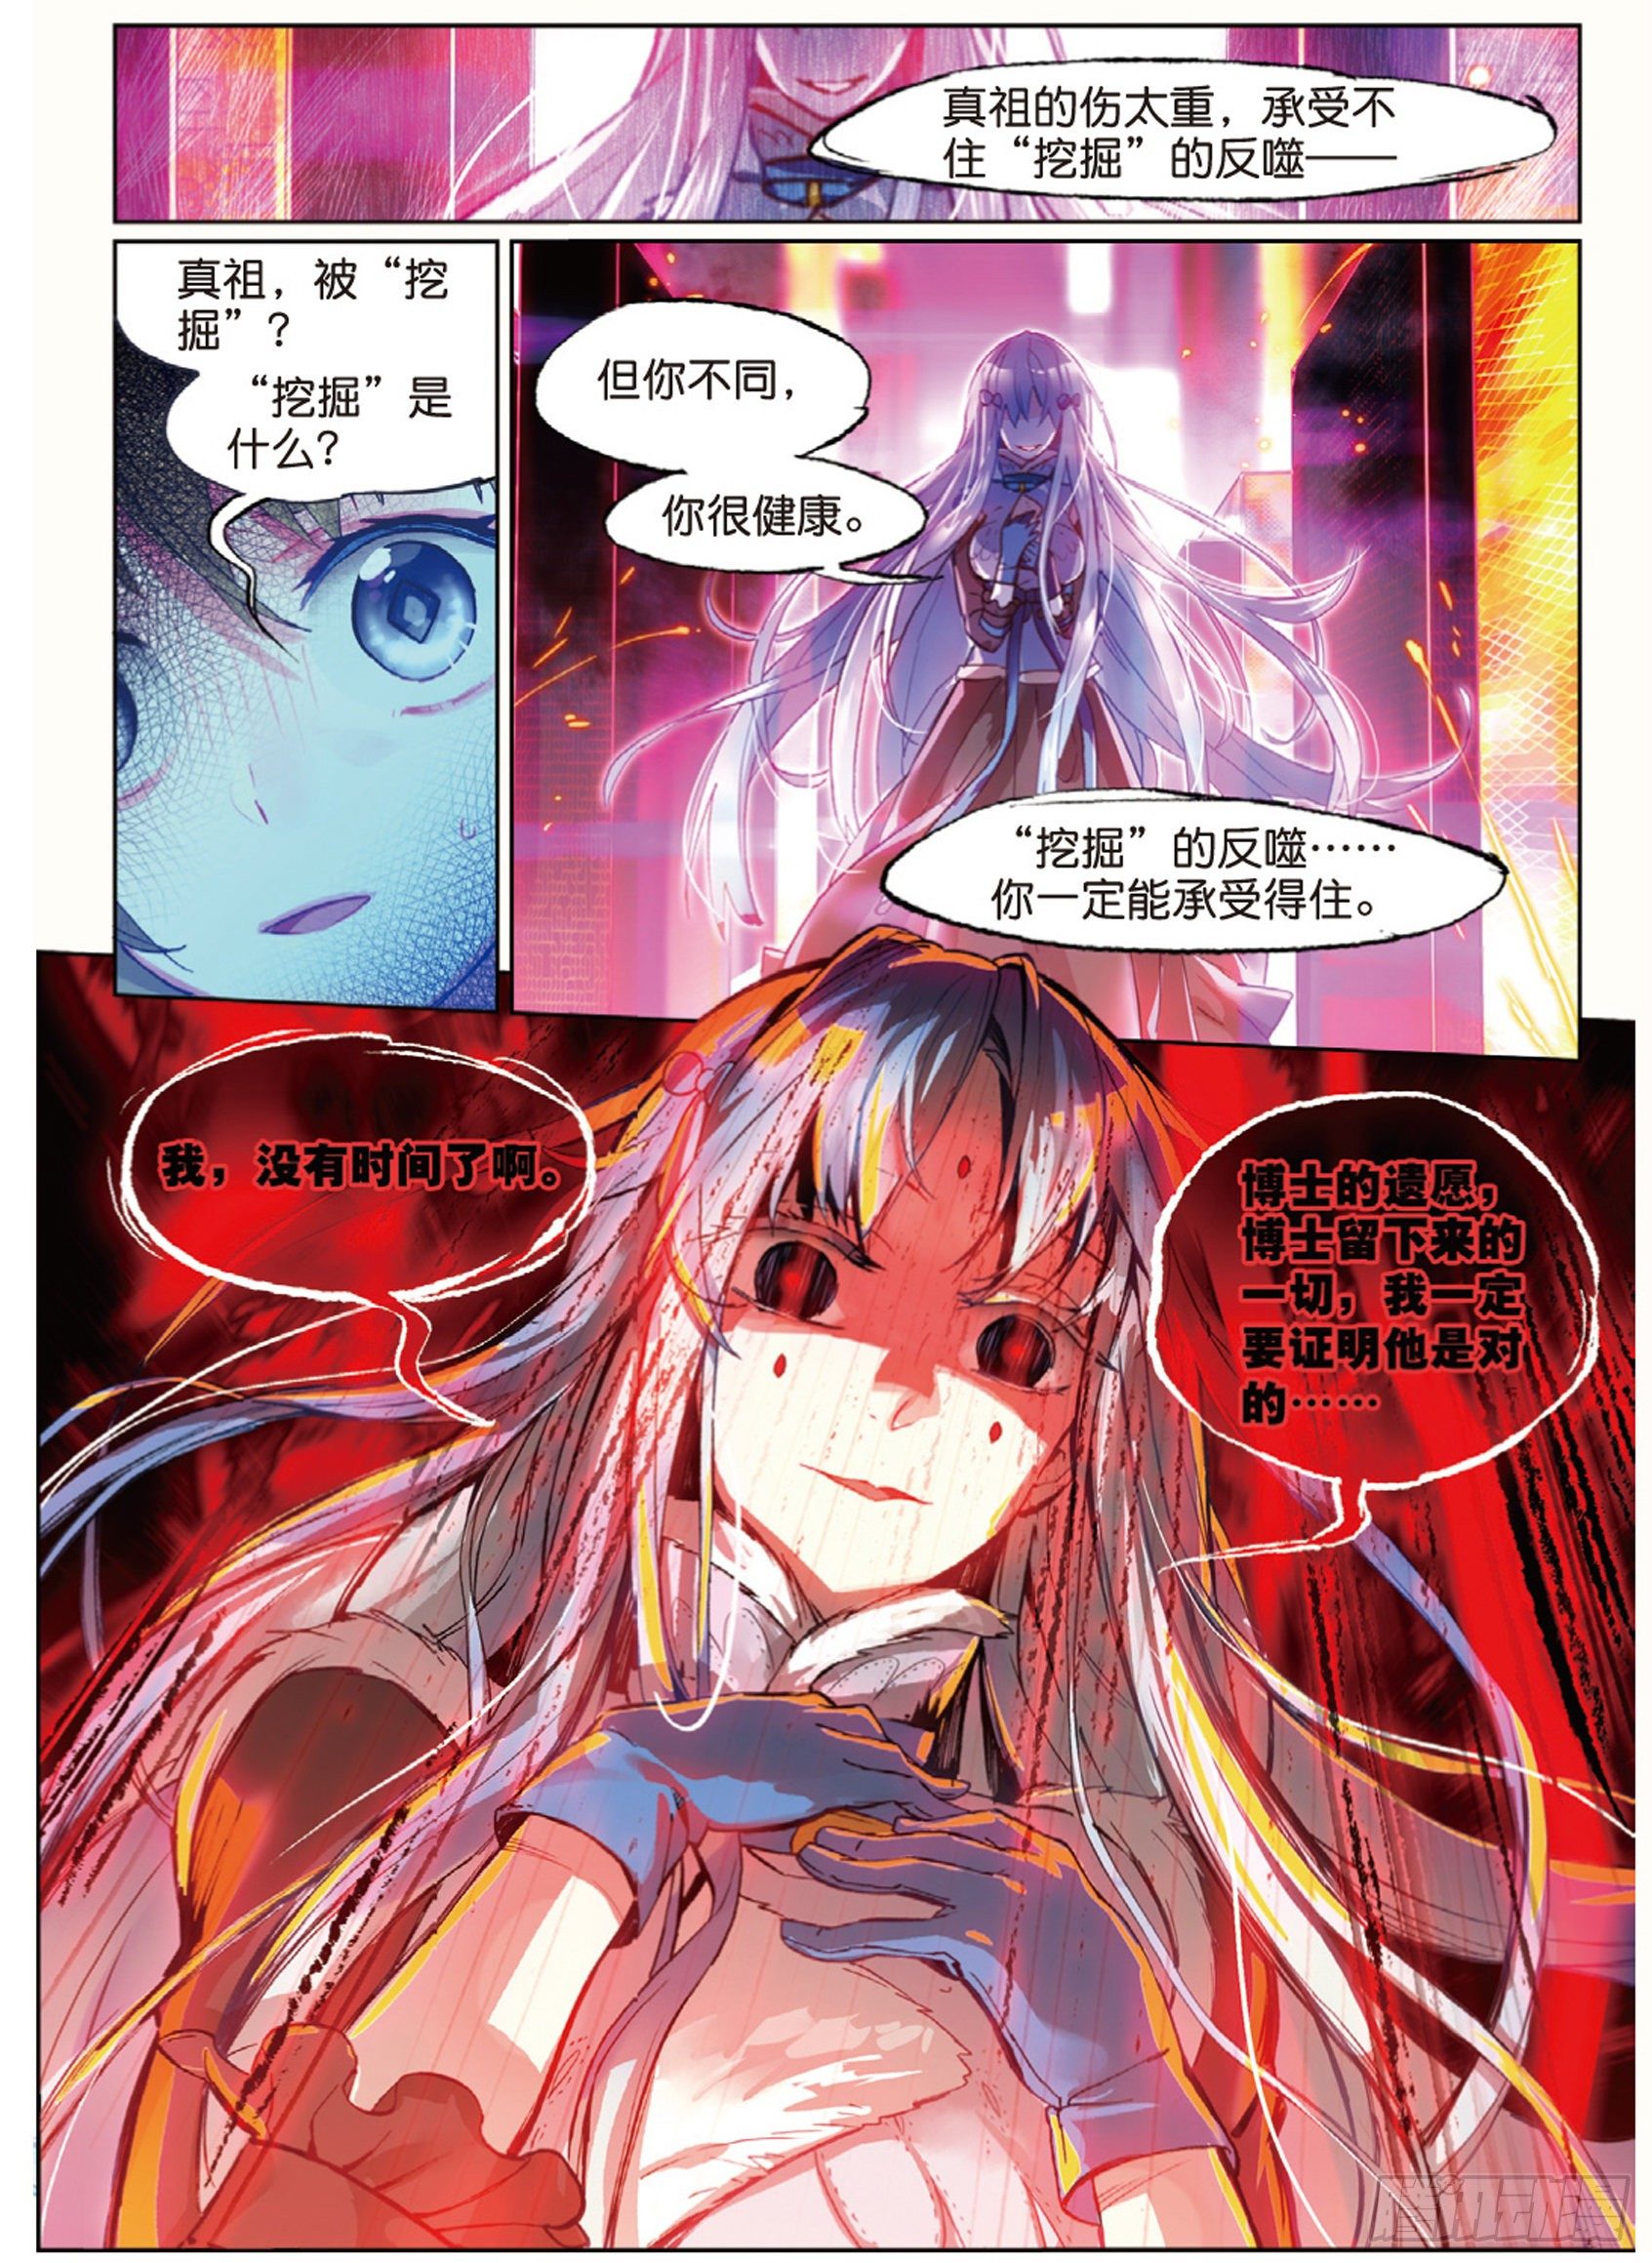 真祖的伤太重，承受不
住“挖掘”的反噬——
真祖，被“挖
掘”？
“挖掘”是
什么？
但你不同，
你很健康。
“挖掘”的反噬……
你一定能承受得住。
我，没有时间了啊。
博士的遗愿，
博士留下来的
一切，我一定
要证明他是对
的……
腾讯动漫